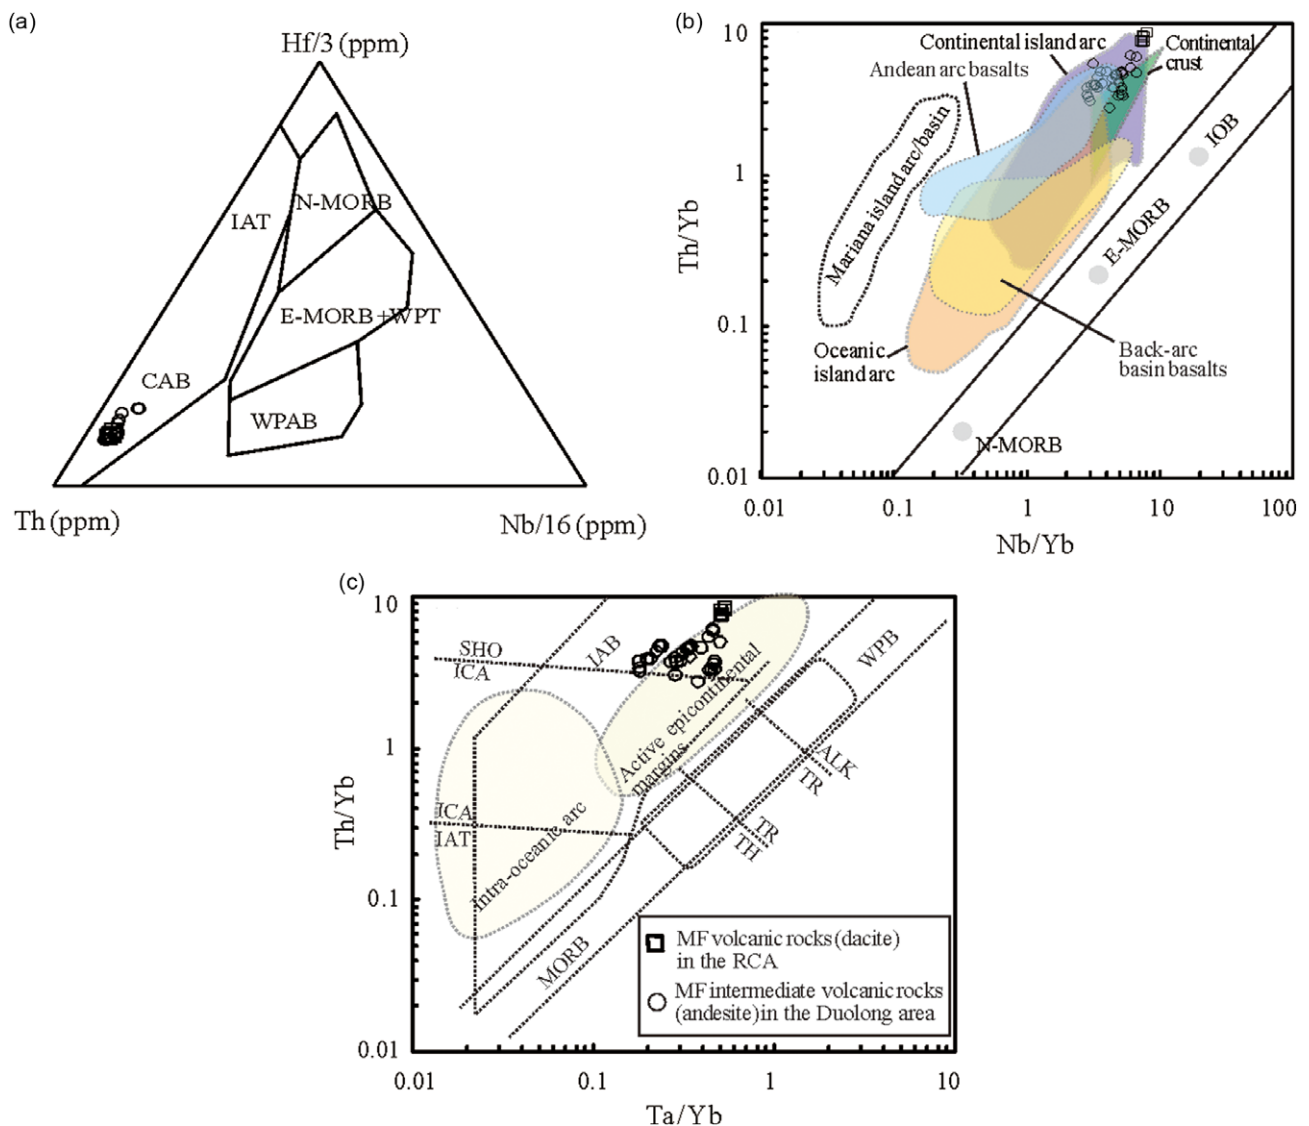 (a)
Hf/3 (ppm)
N-MORB
IAT
E-MORB+WPT
CAB
WPAB
Th (ppm)
Nb/16 (ppm)
(b)
10
1
0.1
0.01
Th/Yb
Continental island arc
Andean arc basalts
Continental
crust
Mariana island arc/basin
IOB
E-MORB
N-MORB
Oceanic
island arc
Back-arc
basin basalts
0.01
0.1
1
10
100
Nb/Yb
(c)
10
1
0.1
0.01
Th/Yb
SHO
ICA
IAB
WPB
Active epicontinental
margins
ALK
TR
ICA
IAT
TR
TH
Intra-oceanic arc
MORB
MF volcanic rocks (dacite)
in the RCA
MF intermediate volcanic rocks
(andesite) in the Duolong area
0.01
0.1
1
10
Ta/Yb